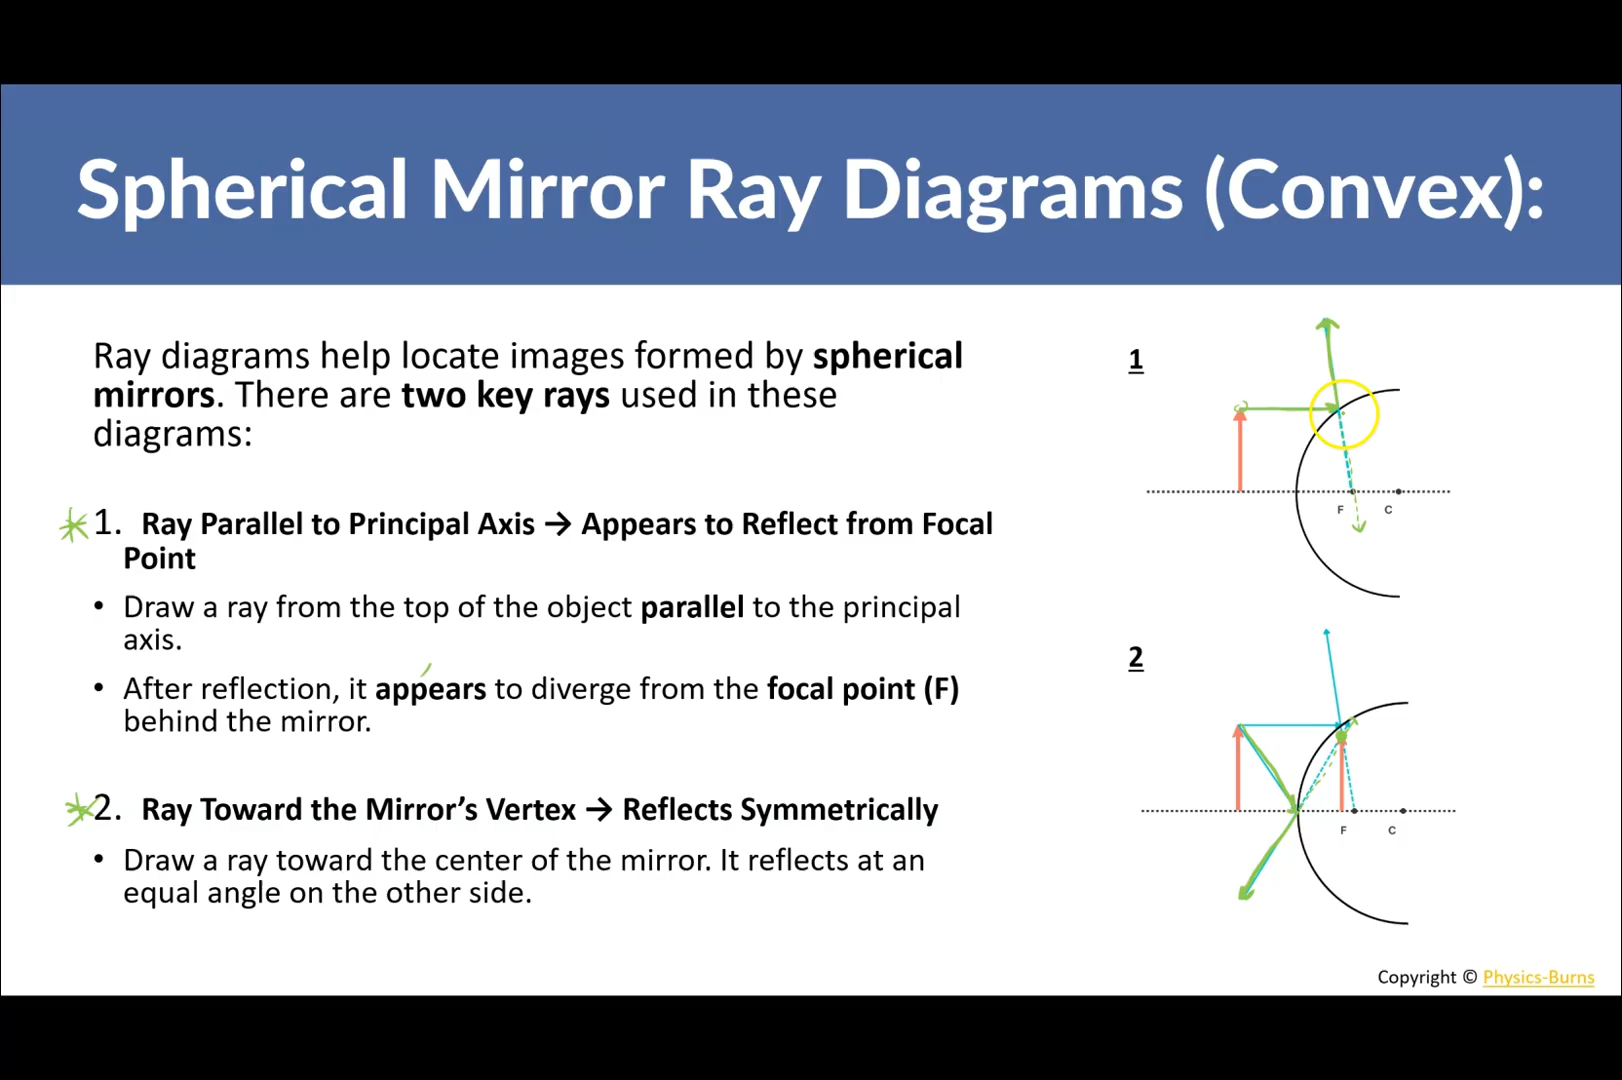 Spherical Mirror Ray Diagrams (Convex):
Ray diagrams help locate images formed by spherical
mirrors. There are two key rays used in these
diagrams:
1. Ray Parallel to Principal Axis → Appears to Reflect from Focal
Point
• Draw a ray from the top of the object parallel to the principal
axis.
• After reflection, it appears to diverge from the focal point (F)
behind the mirror.
2. Ray Toward the Mirror’s Vertex → Reflects Symmetrically
• Draw a ray toward the center of the mirror. It reflects at an
equal angle on the other side.
1
F C
2
F C
Copyright © Physics-Burns